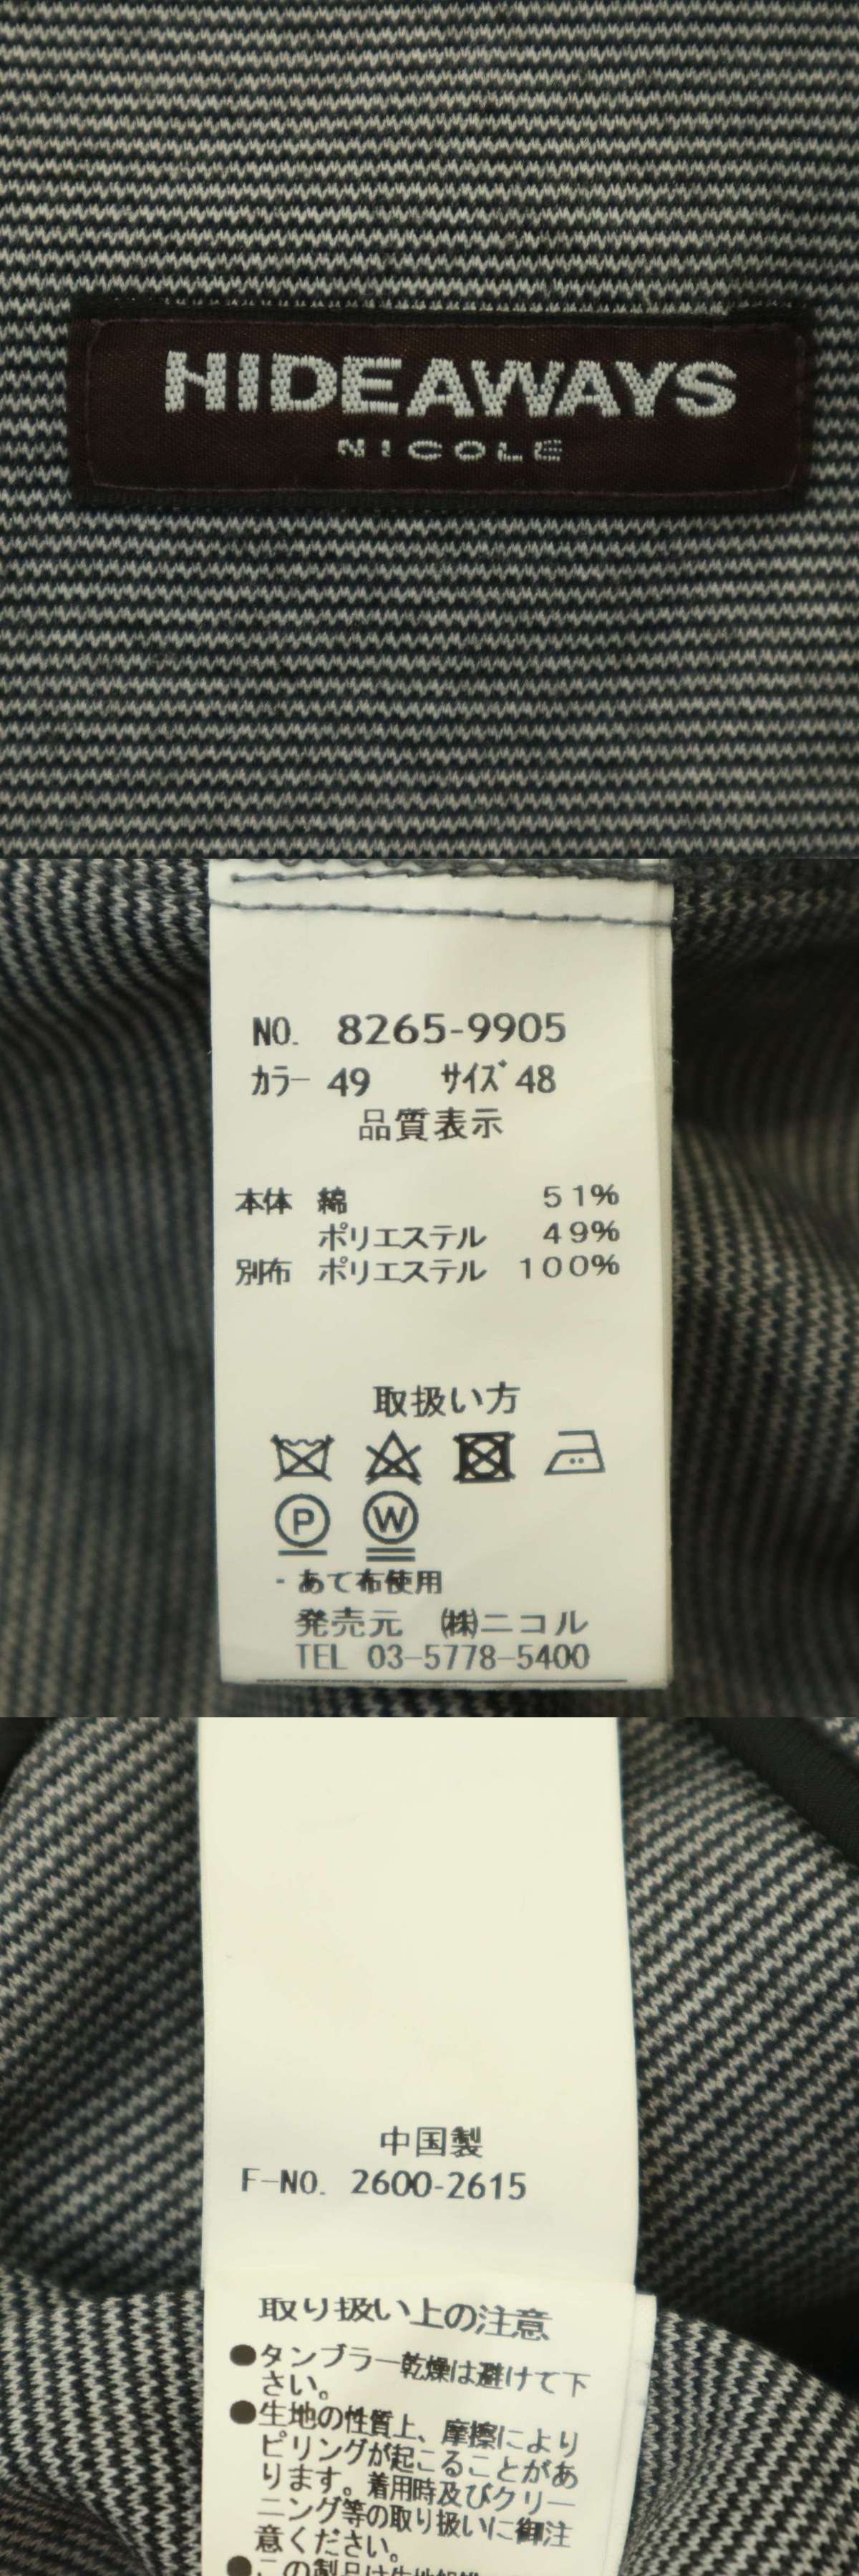 HIDEAWAYS
NICOLE
NO. 8265-9905
カラー 49 サイズ 48
品質表示
本体 綿 51%
ポリエステル 49%
別布 ポリエステル 100%
取扱い方
P W
- あて布使用
発売元 ㈱ニコル
TEL 03-5778-5400
中国製
F-NO. 2600-2615
取り扱い上の注意
●タンブラー乾燥は避けて下
さい。
●生地の性質上、摩擦により
ピリングが起こることがあ
ります。着用時及びクリー
ニング等の取り扱いに御注
意ください。
●この製品は生地